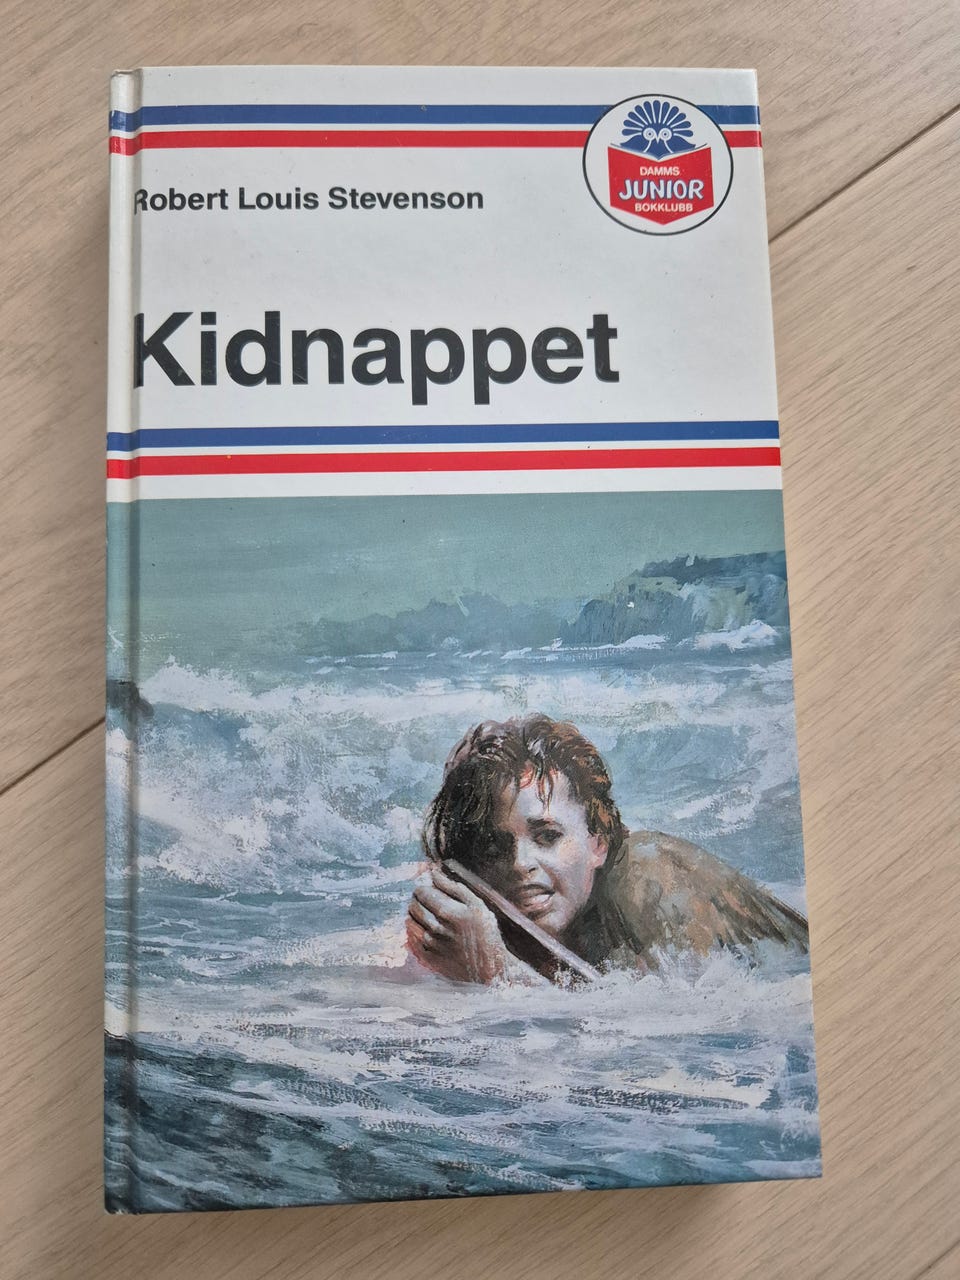 DAMMS
JUNIOR
BOKKLUBB
Robert Louis Stevenson
Kidnappet